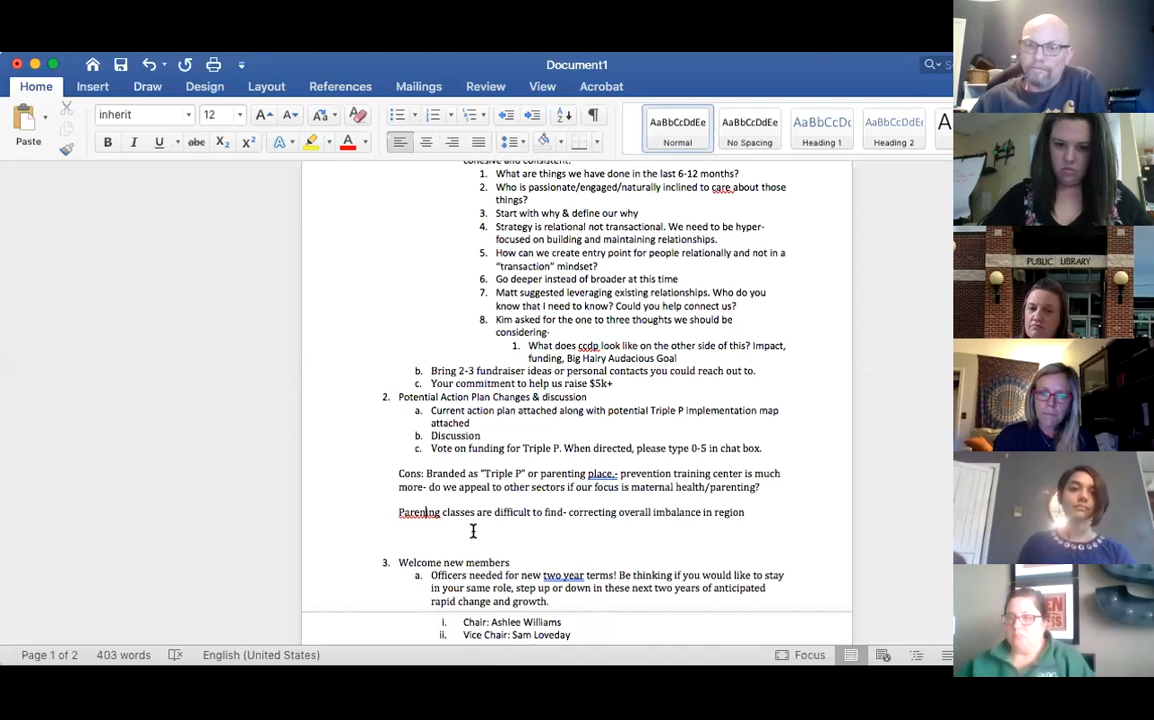 Document1
Home Insert Draw Design Layout References Mailings Review View Acrobat
inherit 12
AaBbCcDdEe AaBbCcDdEe AaBbCcDc AaBbCcDdEe
Paste
Normal No Spacing Heading 1 Heading 2
cohesive and consistent.
1. What are things we have done in the last 6-12 months?
2. Who is passionate/engaged/naturally inclined to care about those
things?
3. Start with why & define our why
4. Strategy is relational not transactional. We need to be hyper-
focused on building and maintaining relationships.
5. How can we create entry point for people relationally and not in a
“transaction” mindset?
6. Go deeper instead of broader at this time
7. Matt suggested leveraging existing relationships. Who do you
know that I need to know? Could you help connect us?
8. Kim asked for the one to three thoughts we should be
considering-
1. What does ccdp look like on the other side of this? Impact,
funding, Big Hairy Audacious Goal
b. Bring 2-3 fundraiser ideas or personal contacts you could reach out to.
c. Your commitment to help us raise $5k+
2. Potential Action Plan Changes & discussion
a. Current action plan attached along with potential Triple P implementation map
attached
b. Discussion
c. Vote on funding for Triple P. When directed, please type 0-5 in chat box.
Cons: Branded as “Triple P” or parenting place.- prevention training center is much
more- do we appeal to other sectors if our focus is maternal health/parenting?
Parening classes are difficult to find- correcting overall imbalance in region
3. Welcome new members
a. Officers needed for new two year terms! Be thinking if you would like to stay
in your same role, step up or down in these next two years of anticipated
rapid change and growth.
i. Chair: Ashlee Williams
ii. Vice Chair: Sam Loveday
Page 1 of 2 403 words English (United States) Focus
PUBLIC LIBRARY